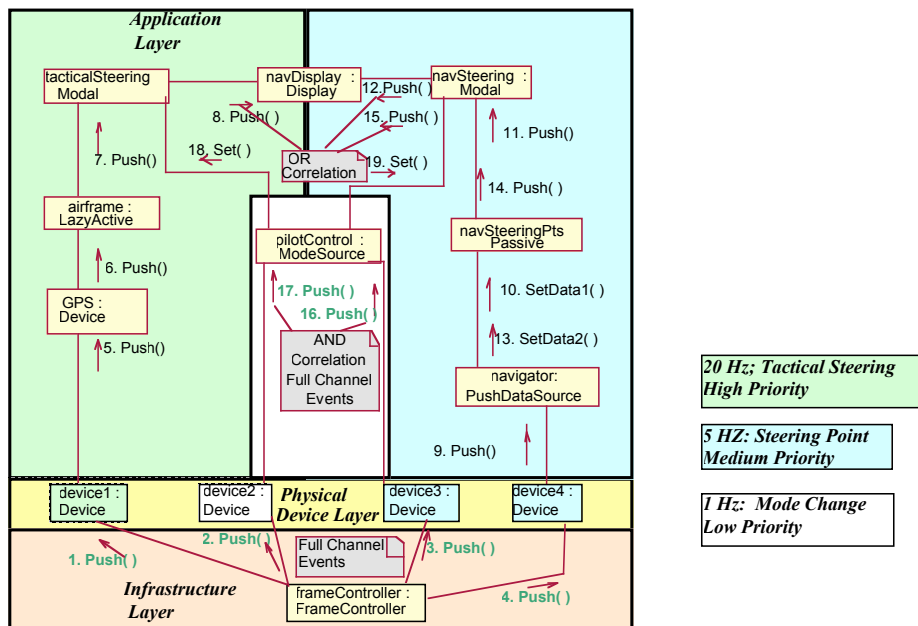 Application
Layer
tacticalSteering
Modal
navDisplay :
Display
navSteering :
Modal
12.Push( )
8. Push( )
15. Push( )
11. Push()
7. Push()
18. Set( )
OR
Correlation
19. Set( )
14. Push( )
airframe :
LazyActive
pilotControl :
ModeSource
navSteeringPts
Passive
6. Push()
17. Push( )
10. SetData1( )
GPS :
Device
16. Push( )
5. Push()
AND
Correlation
Full Channel
Events
13. SetData2( )
navigator:
PushDataSource
9. Push()
20 Hz; Tactical Steering
High Priority
5 HZ: Steering Point
Medium Priority
1 Hz:  Mode Change
Low Priority
device1 :
Device
device2 :
Device
Physical
Device Layer
device3 :
Device
device4 :
Device
1. Push( )
2. Push( )
Full Channel
Events
3. Push( )
Infrastructure
Layer
frameController :
FrameController
4. Push( )